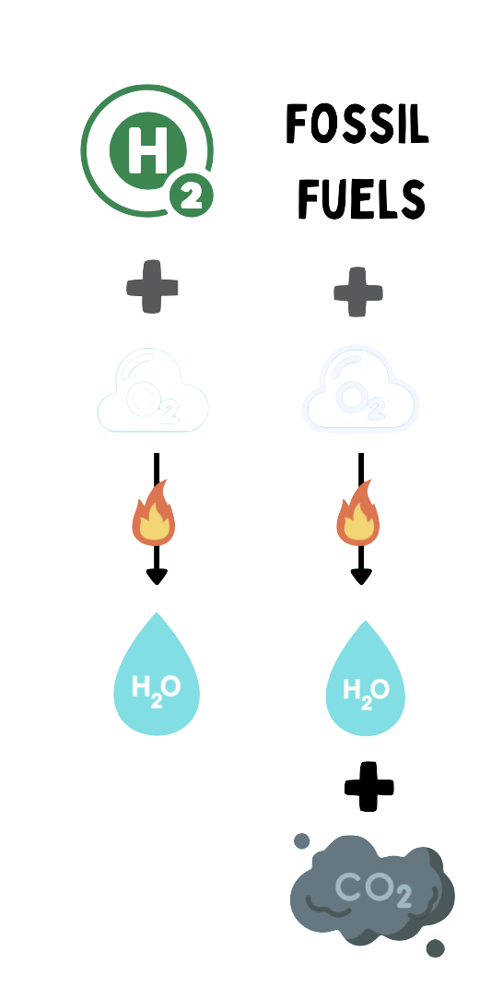 H2
FOSSIL
FUELS
+
+
O2
O2
H2O
H2O
+
CO2